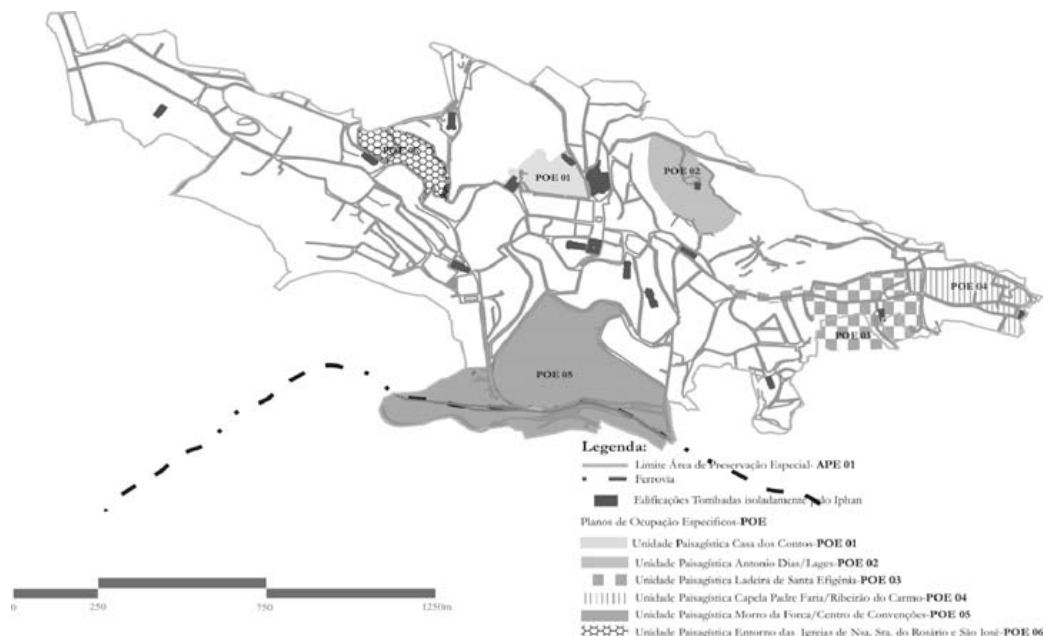 POE 01
POE 02
POE 04
POE 03
POE 05
Legenda:
Limite Área de Preservação Especial- APE 01
Ferrovia
Edificações Tombadas isoladamente pelo Iphan
Planos de Ocupação Especificos-POE
Unidade Paisagística Casa dos Contos-POE 01
Unidade Paisagística Antonio Dias/Lages-POE 02
Unidade Paisagística Ladeira de Santa Efigênia-POE 03
Unidade Paisagística Capela Padre Faria/Ribeirão do Carmo-POE 04
Unidade Paisagística Morro da Forca/Centro de Convenções-POE 05
Unidade Paisagística Entorno das Igrejas de Nsa. Sta. do Rosário e São José-POE 06
0 250 750 1250m